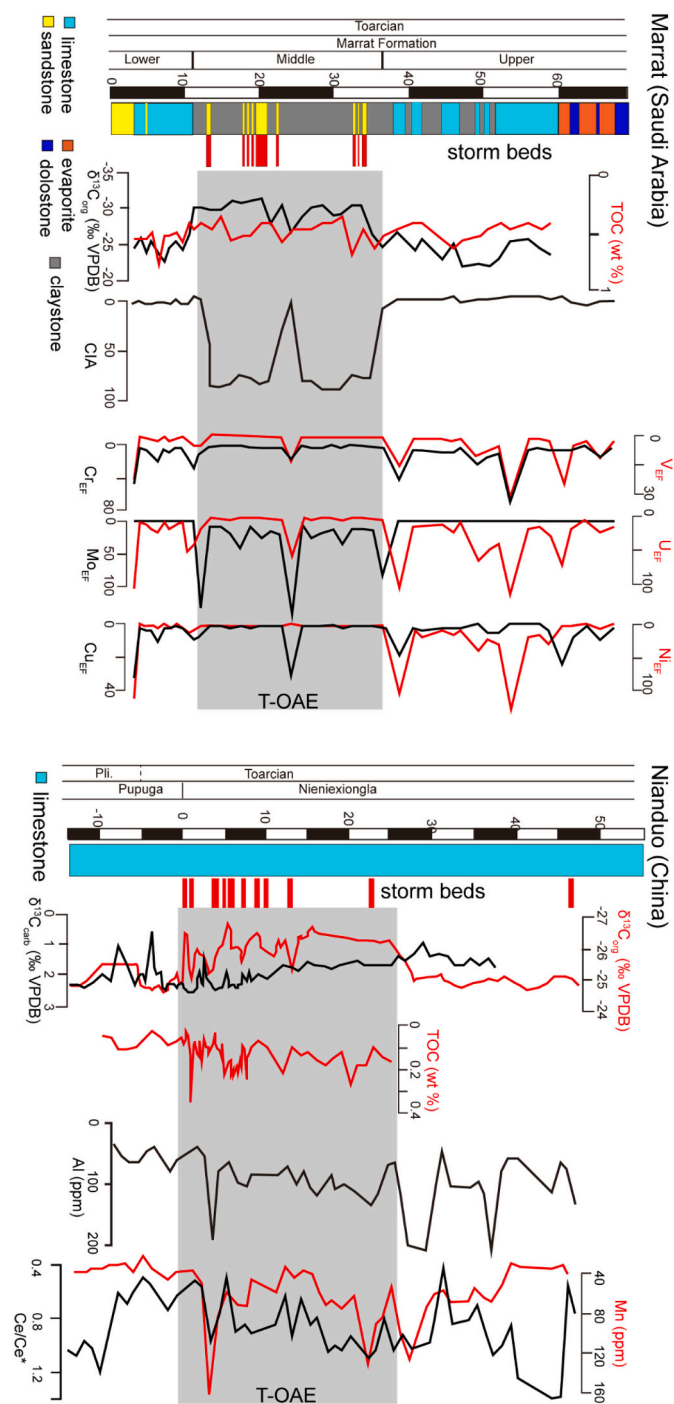 Marrat (Saudi Arabia)
Toarcian
Marrat Formation
Lower
Middle
Upper
0
10
20
30
40
50
60
limestone
sandstone
evaporite
dolostone
claystone
storm beds
-35
-30
-25
-20
δ¹³Corg (‰ VPDB)
0
1
TOC (wt %)
0
50
100
CIA
0
80
CrEF
0
30
VEF
0
50
100
MoEF
0
100
UEF
0
40
CuEF
0
100
NiEF
T-OAE
Nianduo (China)
Pli.
Toarcian
Pupuga
Nieniexiongla
-10
0
10
20
30
40
50
limestone
storm beds
0
1
2
3
δ¹³Ccarb (‰ VPDB)
-27
-26
-25
-24
δ¹³Corg (‰ VPDB)
0
0.2
0.4
TOC (wt %)
0
100
200
Al (ppm)
0.4
0.8
1.2
Ce/Ce*
40
80
120
160
Mn (ppm)
T-OAE